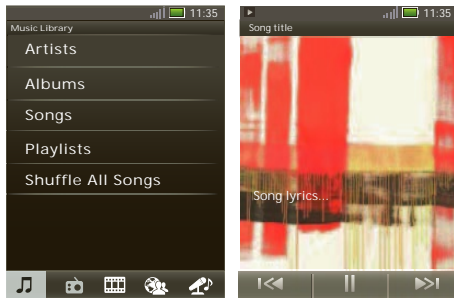 11:35
Music Library
Artists
Albums
Songs
Playlists
Shuffle All Songs
11:35
Song title
Song lyrics...